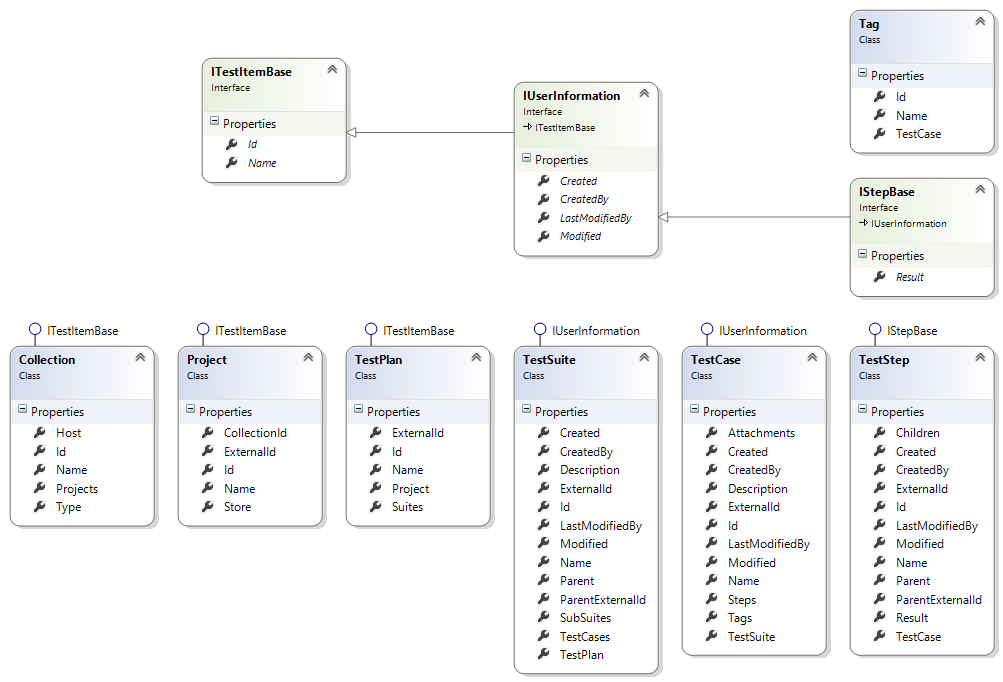 ITestItemBase
Interface
Properties
Id
Name
IUserInformation
Interface
ITestItemBase
Properties
Created
CreatedBy
LastModifiedBy
Modified
Tag
Class
Properties
Id
Name
TestCase
IStepBase
Interface
IUserInformation
Properties
Result
ITestItemBase
Collection
Class
Properties
Host
Id
Name
Projects
Type
ITestItemBase
Project
Class
Properties
CollectionId
ExternalId
Id
Name
Store
ITestItemBase
TestPlan
Class
Properties
ExternalId
Id
Name
Project
Suites
IUserInformation
TestSuite
Class
Properties
Created
CreatedBy
Description
ExternalId
Id
LastModifiedBy
Modified
Name
Parent
ParentExternalId
SubSuites
TestCases
TestPlan
IUserInformation
TestCase
Class
Properties
Attachments
Created
CreatedBy
Description
ExternalId
Id
LastModifiedBy
Modified
Name
Steps
Tags
TestSuite
IStepBase
TestStep
Class
Properties
Children
Created
CreatedBy
ExternalId
Id
LastModifiedBy
Modified
Name
Parent
ParentExternalId
Result
TestCase